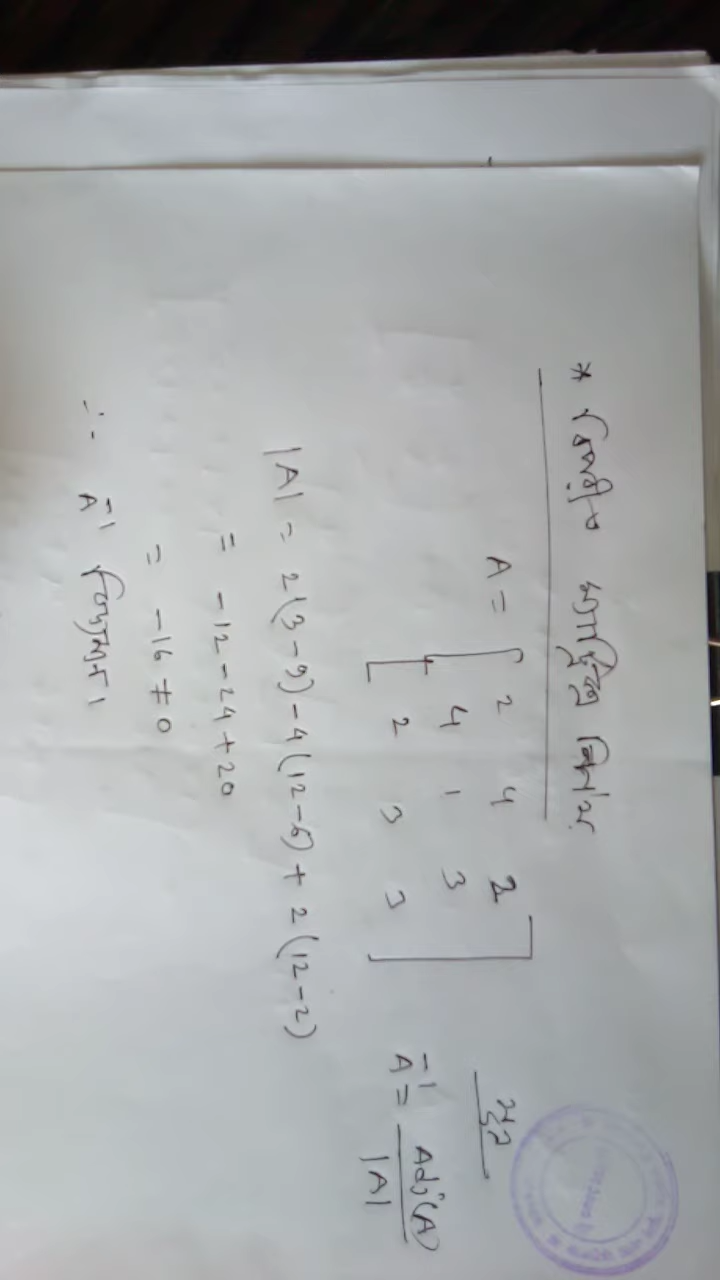 * বিপরীত ম্যাট্রিক্স নির্ণয়
সূত্র
A = [ 2 4 2
4 1 3
2 3 3 ]
A⁻¹ = Adj(A) / |A|
|A| = 2(3-9) - 4(12-6) + 2(12-2)
= -12 - 24 + 20
= -16 ≠ 0
∴ A⁻¹ বিদ্যমান।